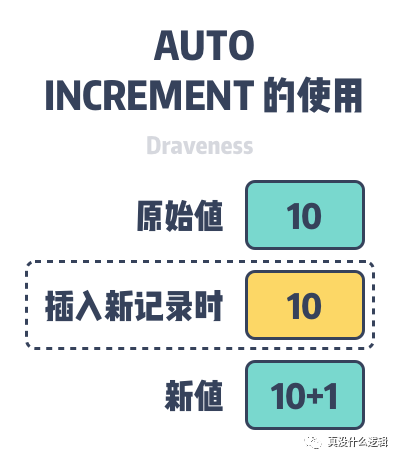 AUTO
INCREMENT 的使用
Draveness
原始值 10
插入新记录时 10
新值 10+1
真没什么逻辑